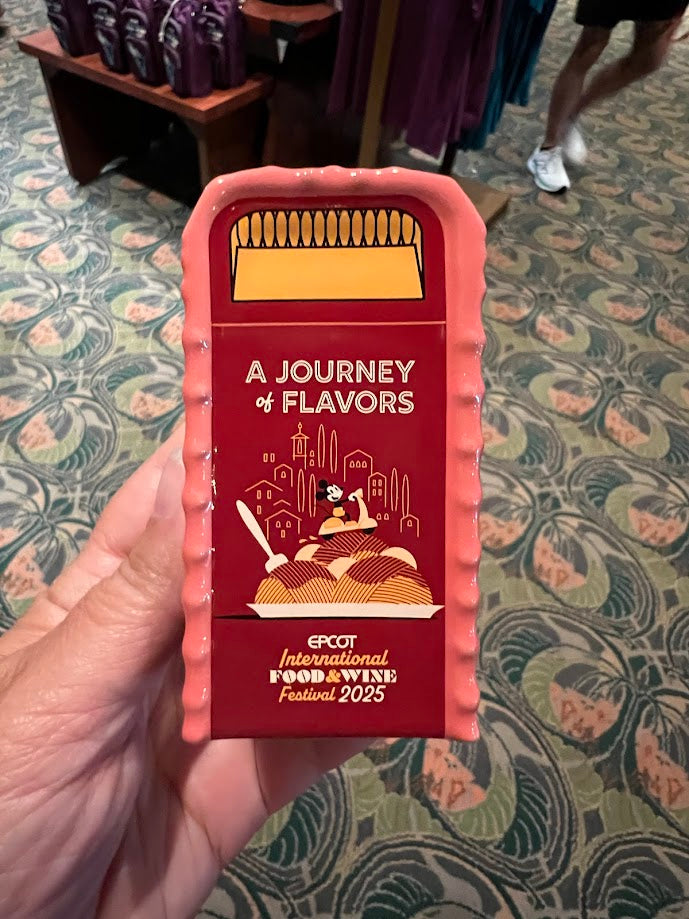 A JOURNEY
of FLAVORS
EPCOT
International
FOOD & WINE
Festival 2025